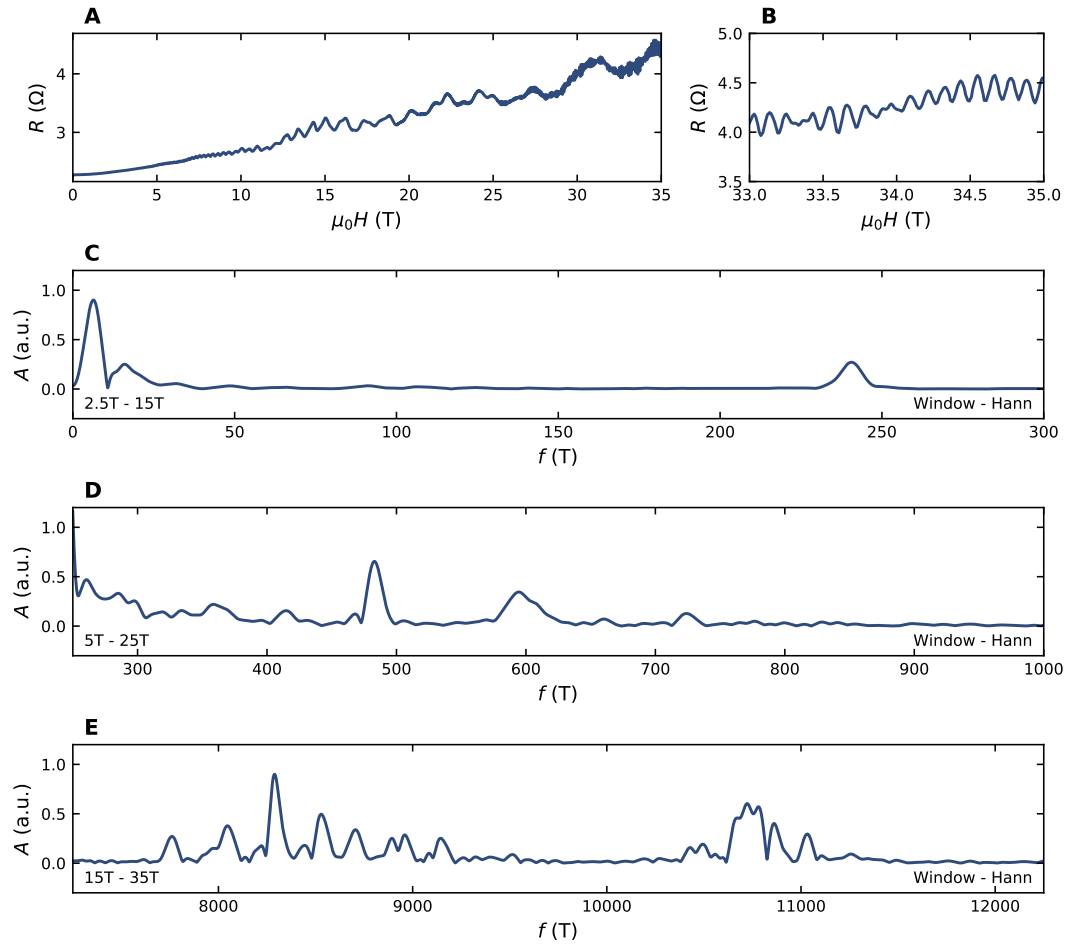 A
B
R (Ω)
4
3
0 5 10 15 20 25 30 35
μ₀H (T)
R (Ω)
5.0
4.5
4.0
3.5
33.0 33.5 34.0 34.5 35.0
μ₀H (T)
C
A (a.u.)
1.0
0.5
0.0
2.5T - 15T
Window - Hann
0 50 100 150 200 250 300
f (T)
D
A (a.u.)
1.0
0.5
0.0
5T - 25T
Window - Hann
300 400 500 600 700 800 900 1000
f (T)
E
A (a.u.)
1.0
0.5
0.0
15T - 35T
Window - Hann
8000 9000 10000 11000 12000
f (T)